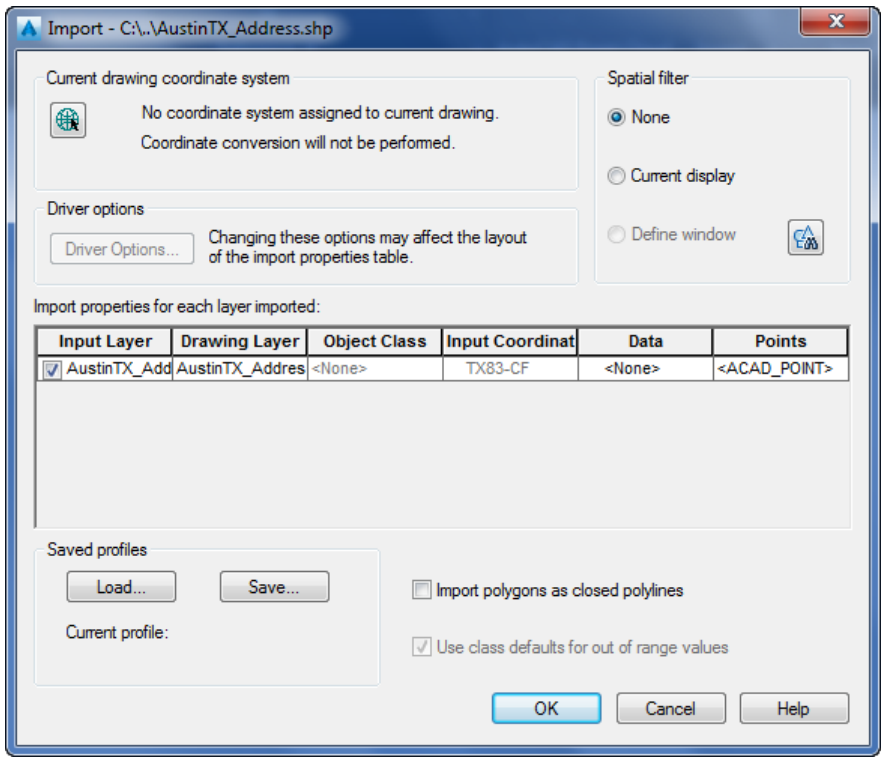 Import - C:\..\AustinTX_Address.shp
Current drawing coordinate system
No coordinate system assigned to current drawing.
Coordinate conversion will not be performed.
Spatial filter
None
Current display
Define window
Driver options
Driver Options...
Changing these options may affect the layout
of the import properties table.
Import properties for each layer imported:
Input Layer Drawing Layer Object Class Input Coordinat Data Points
AustinTX_Add AustinTX_Addres <None> TX83-CF <None> <ACAD_POINT>
Saved profiles
Load... Save...
Current profile:
Import polygons as closed polylines
Use class defaults for out of range values
OK Cancel Help